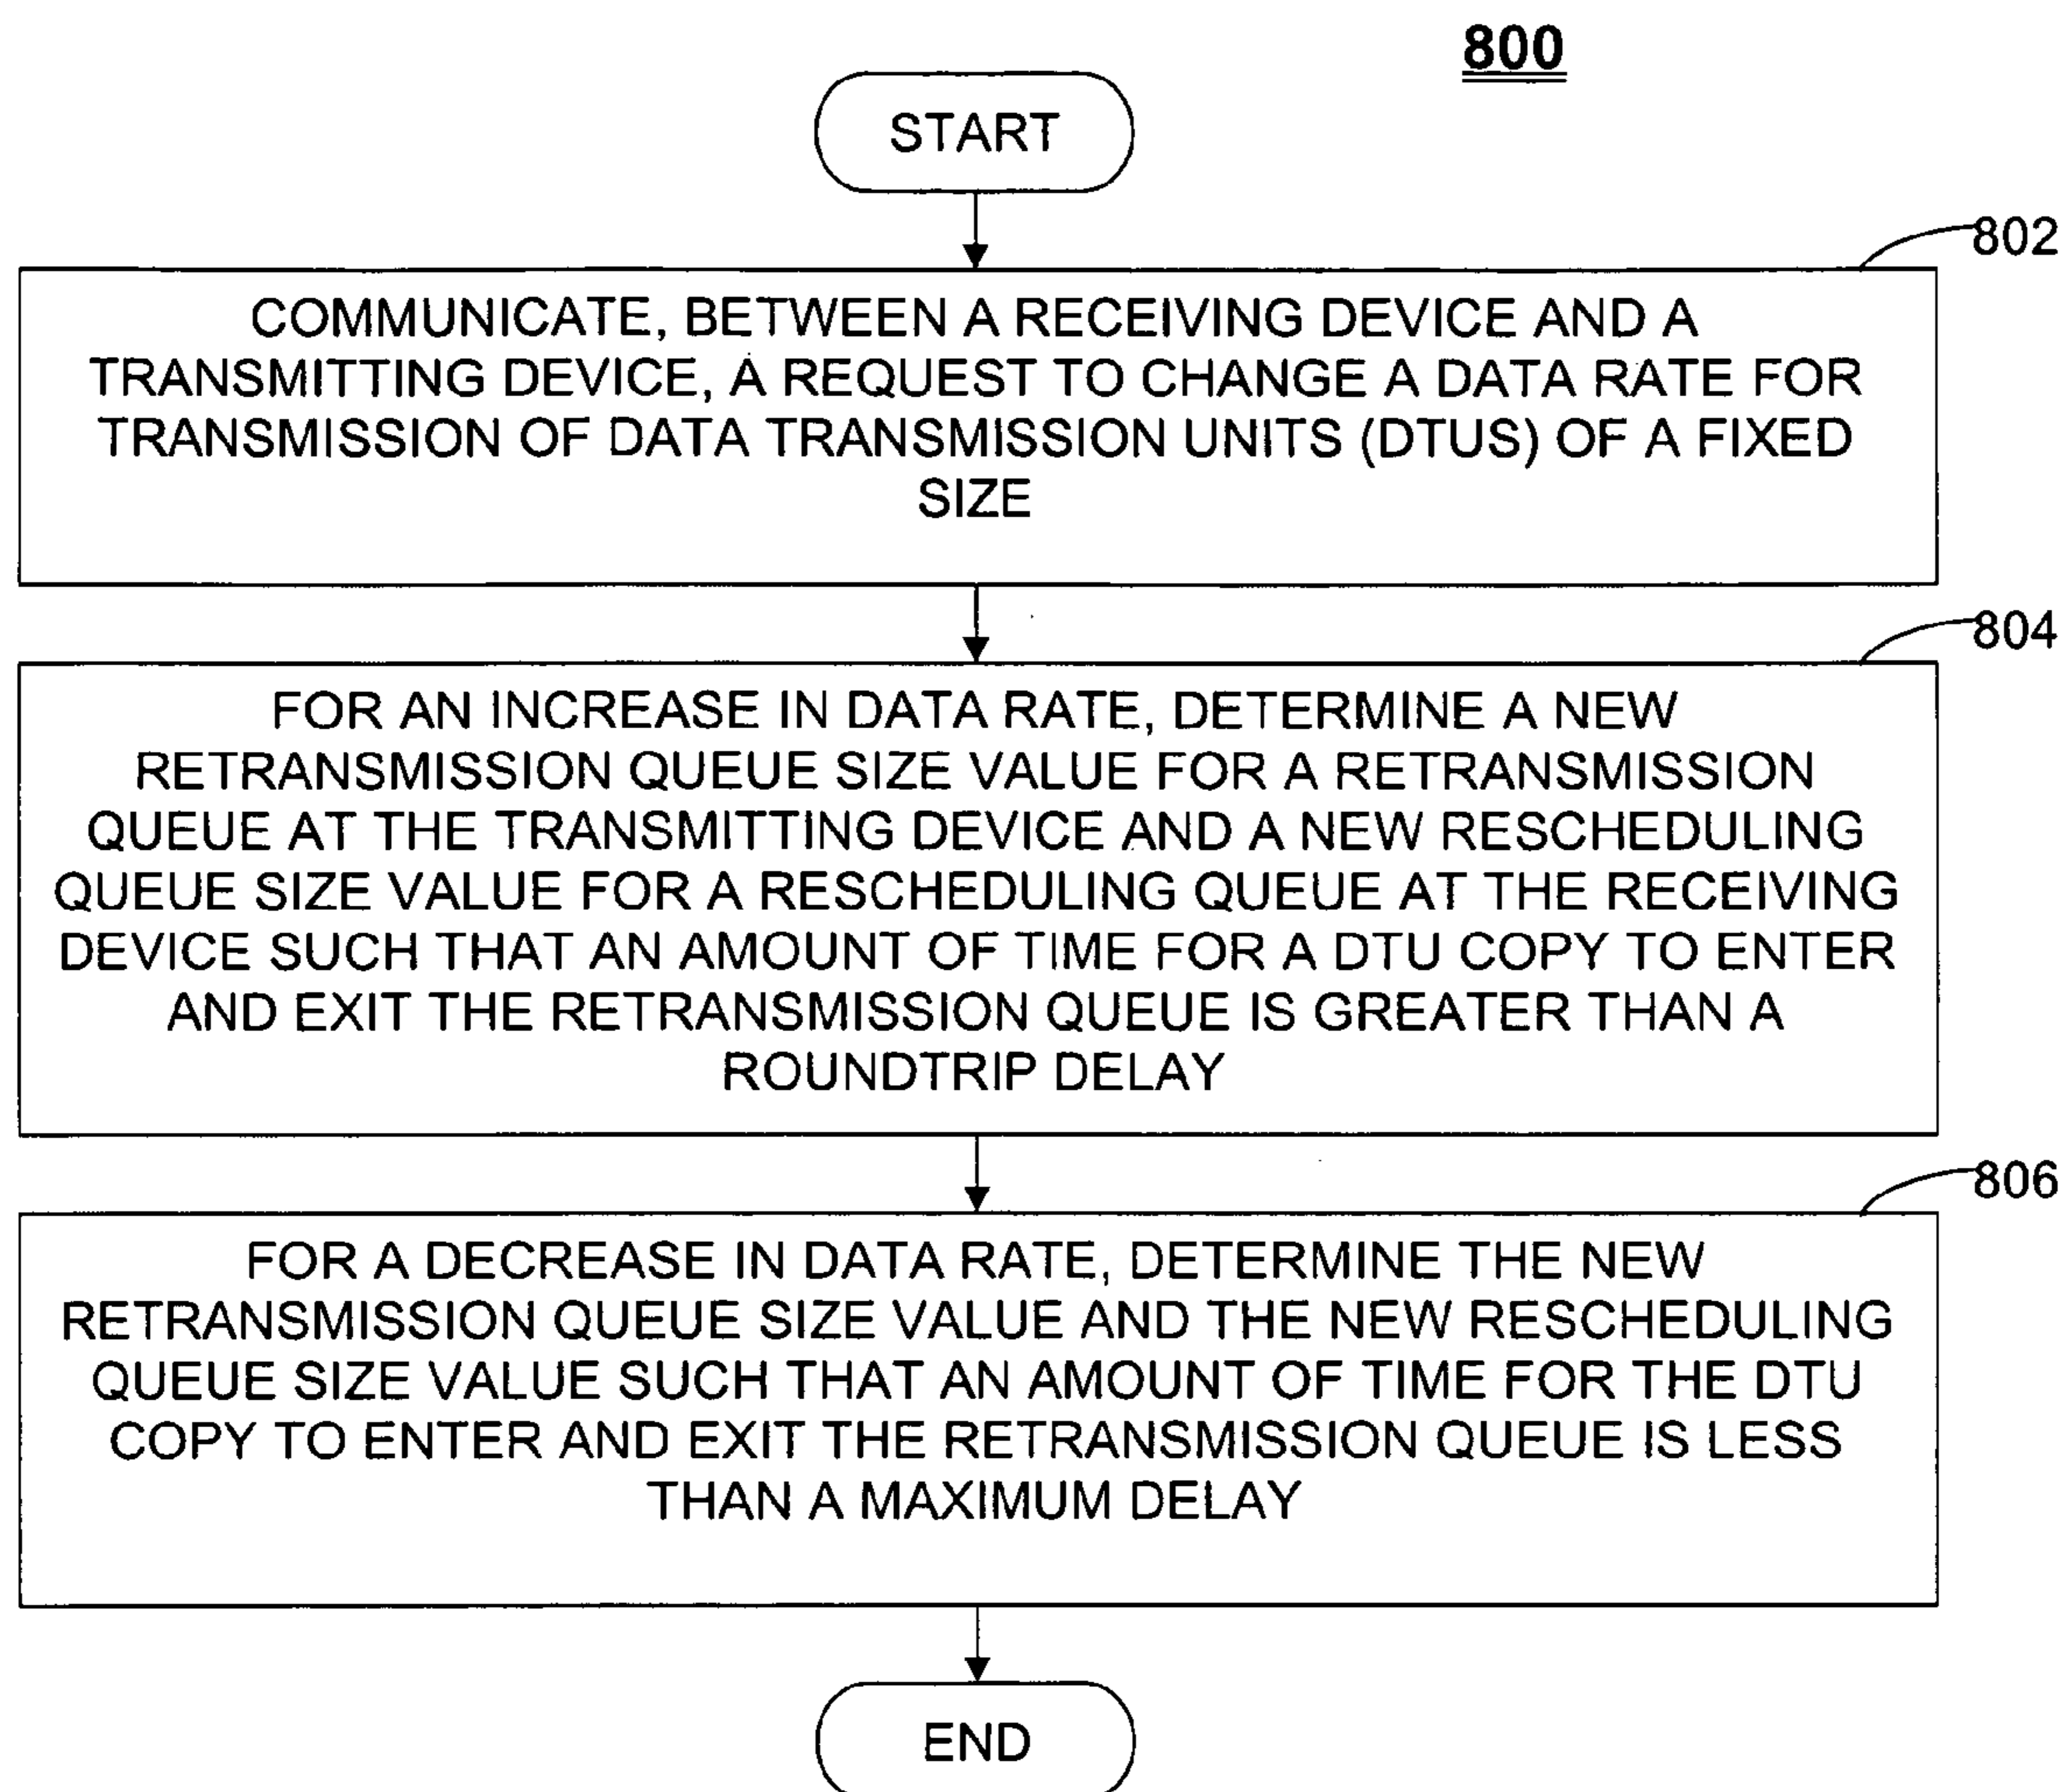 800
START
802
COMMUNICATE, BETWEEN A RECEIVING DEVICE AND A
TRANSMITTING DEVICE, A REQUEST TO CHANGE A DATA RATE FOR
TRANSMISSION OF DATA TRANSMISSION UNITS (DTUS) OF A FIXED
SIZE
804
FOR AN INCREASE IN DATA RATE, DETERMINE A NEW
RETRANSMISSION QUEUE SIZE VALUE FOR A RETRANSMISSION
QUEUE AT THE TRANSMITTING DEVICE AND A NEW RESCHEDULING
QUEUE SIZE VALUE FOR A RESCHEDULING QUEUE AT THE RECEIVING
DEVICE SUCH THAT AN AMOUNT OF TIME FOR A DTU COPY TO ENTER
AND EXIT THE RETRANSMISSION QUEUE IS GREATER THAN A
ROUNDTRIP DELAY
806
FOR A DECREASE IN DATA RATE, DETERMINE THE NEW
RETRANSMISSION QUEUE SIZE VALUE AND THE NEW RESCHEDULING
QUEUE SIZE VALUE SUCH THAT AN AMOUNT OF TIME FOR THE DTU
COPY TO ENTER AND EXIT THE RETRANSMISSION QUEUE IS LESS
THAN A MAXIMUM DELAY
END